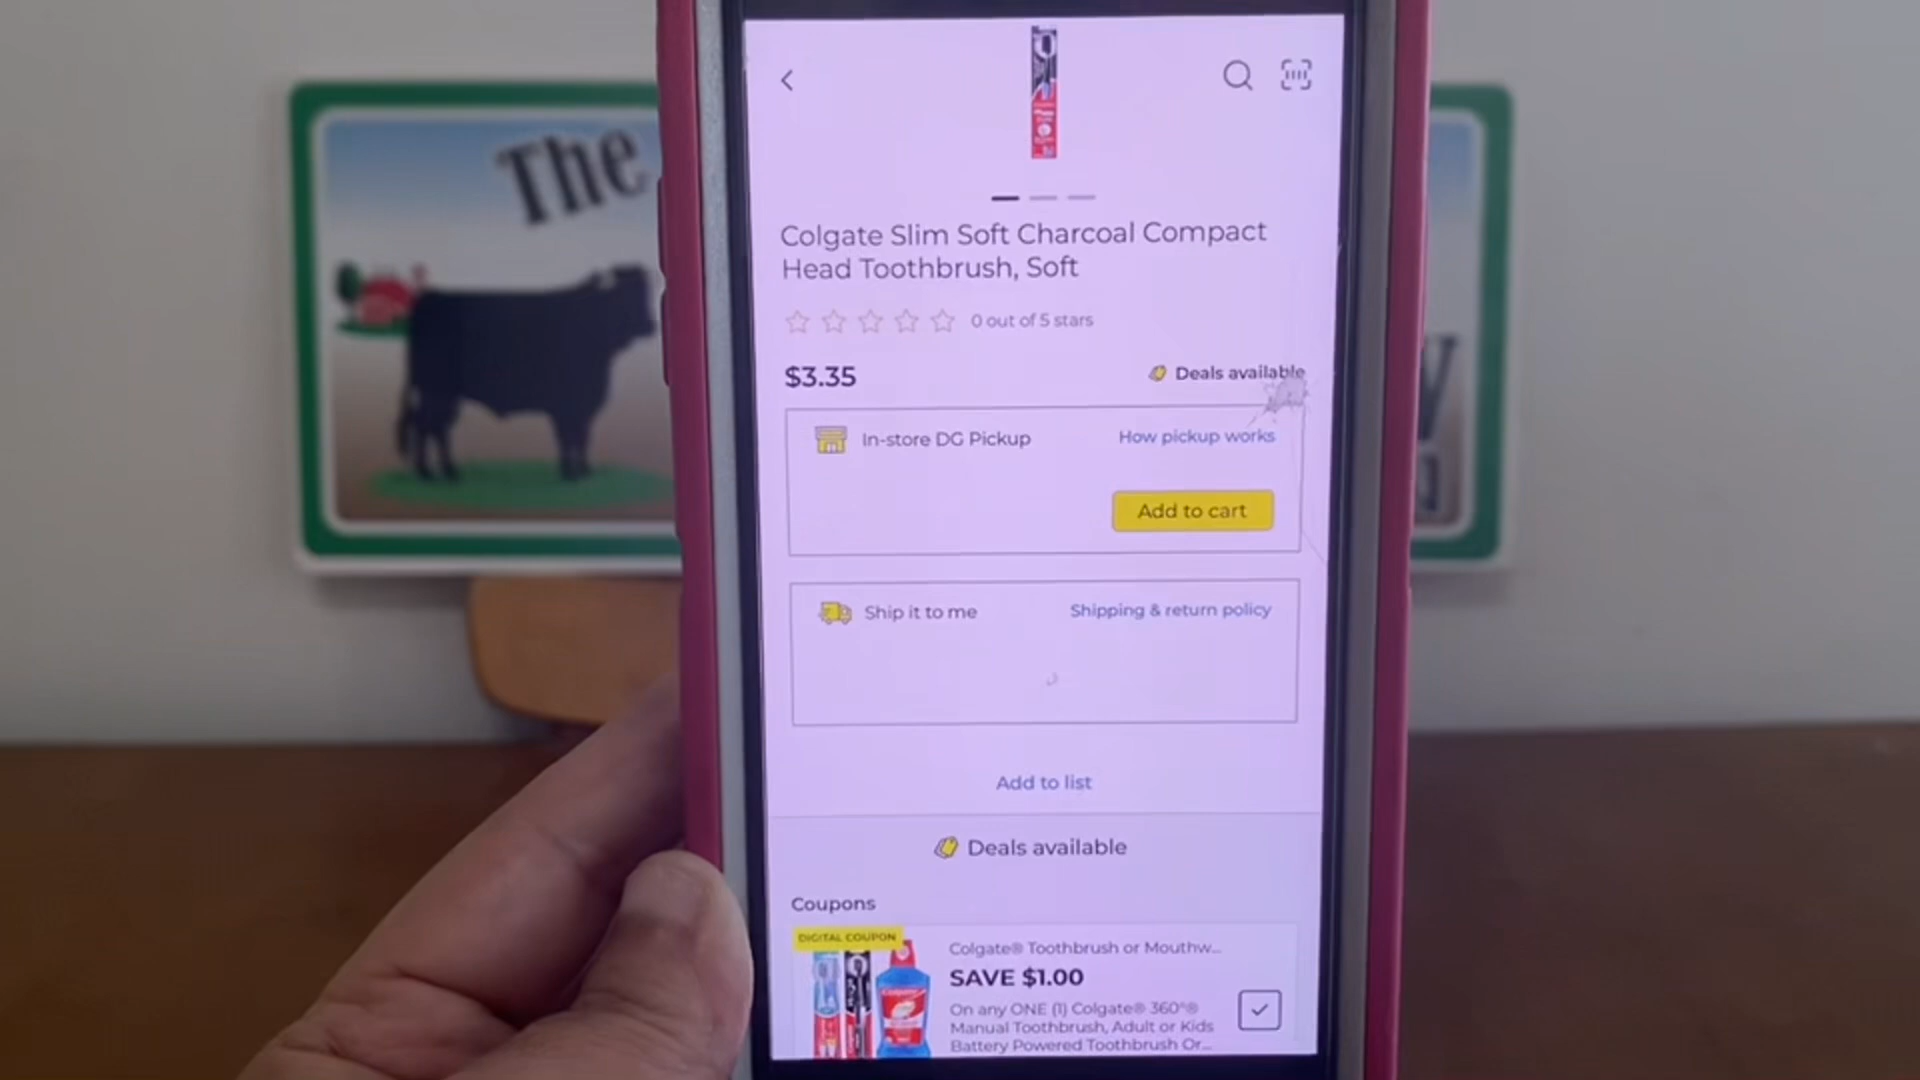 The
Colgate Slim Soft Charcoal Compact
Head Toothbrush, Soft
0 out of 5 stars
$3.35
Deals available
In-store DG Pickup
How pickup works
Add to cart
Ship it to me
Shipping & return policy
Add to list
Deals available
Coupons
DIGITAL COUPON
Colgate® Toothbrush or Mouthw...
SAVE $1.00
On any ONE (1) Colgate® 360°®
Manual Toothbrush, Adult or Kids
Battery Powered Toothbrush Or...